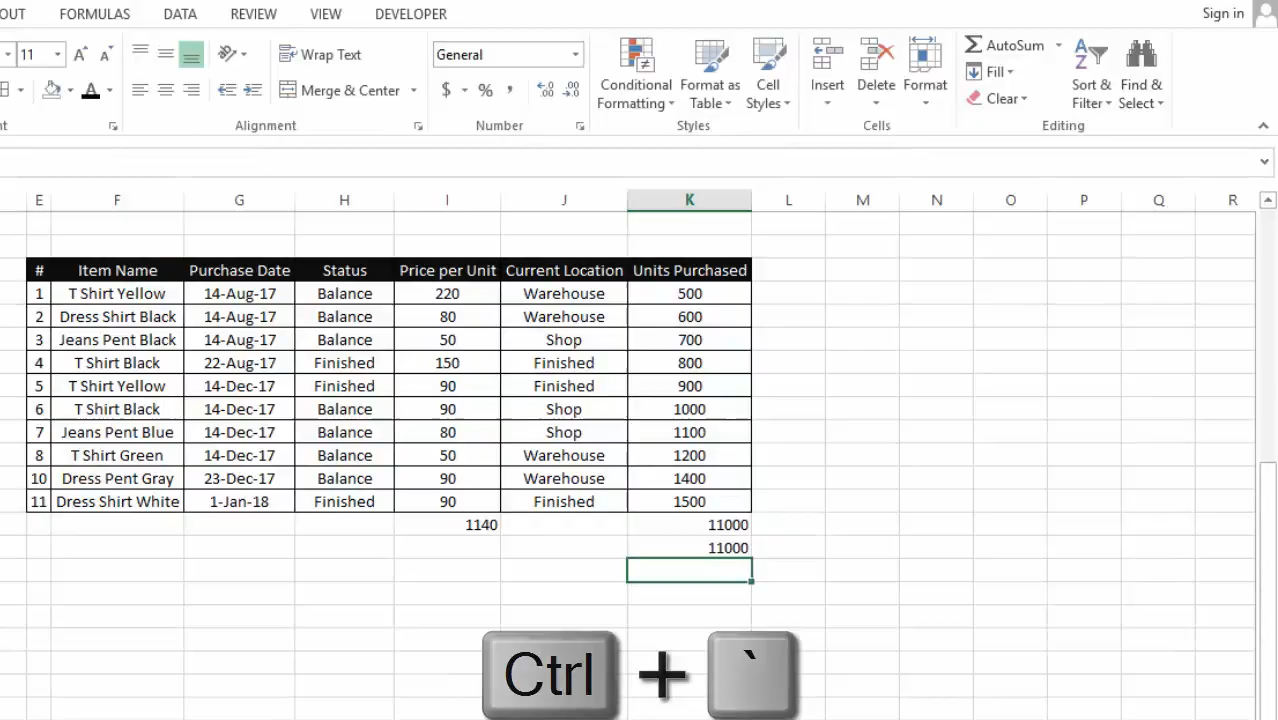 OUT FORMULAS DATA REVIEW VIEW DEVELOPER Sign in
11 A A Wrap Text General AutoSum
A Merge & Center $ % , Conditional Formatting Format as Table Cell Styles Insert Delete Format Fill Clear Sort & Filter Find & Select
nt Alignment Number Styles Cells Editing
E F G H I J K L M N O P Q R
# Item Name Purchase Date Status Price per Unit Current Location Units Purchased
1 T Shirt Yellow 14-Aug-17 Balance 220 Warehouse 500
2 Dress Shirt Black 14-Aug-17 Balance 80 Warehouse 600
3 Jeans Pent Black 14-Aug-17 Balance 50 Shop 700
4 T Shirt Black 22-Aug-17 Finished 150 Finished 800
5 T Shirt Yellow 14-Dec-17 Finished 90 Finished 900
6 T Shirt Black 14-Dec-17 Balance 90 Shop 1000
7 Jeans Pent Blue 14-Dec-17 Balance 80 Shop 1100
8 T Shirt Green 14-Dec-17 Balance 50 Warehouse 1200
10 Dress Pent Gray 23-Dec-17 Balance 90 Warehouse 1400
11 Dress Shirt White 1-Jan-18 Finished 90 Finished 1500
1140 11000
11000
Ctrl + `